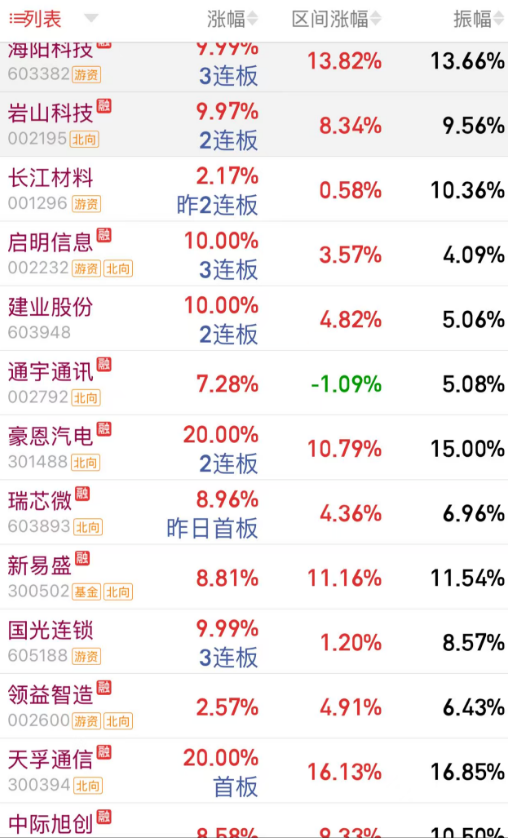 列表 涨幅 区间涨幅 振幅
海阳科技 融 9.99% 13.82% 13.66%
603382 游资 3连板
岩山科技 融 9.97% 8.34% 9.56%
002195 北向 2连板
长江材料 2.17% 0.58% 10.36%
001296 游资 昨2连板
启明信息 融 10.00% 3.57% 4.09%
002232 游资 北向 3连板
建业股份 10.00% 4.82% 5.06%
603948 2连板
通宇通讯 融 7.28% -1.09% 5.08%
002792 北向
豪恩汽电 融 20.00% 10.79% 15.00%
301488 北向 2连板
瑞芯微 融 8.96% 4.36% 6.96%
603893 北向 昨日首板
新易盛 融 8.81% 11.16% 11.54%
300502 基金 北向
国光连锁 9.99% 1.20% 8.57%
605188 游资 3连板
领益智造 融 2.57% 4.91% 6.43%
002600 游资 北向
天孚通信 融 20.00% 16.13% 16.85%
300394 北向 首板
中际旭创 融 8.58% 9.33% 10.50%